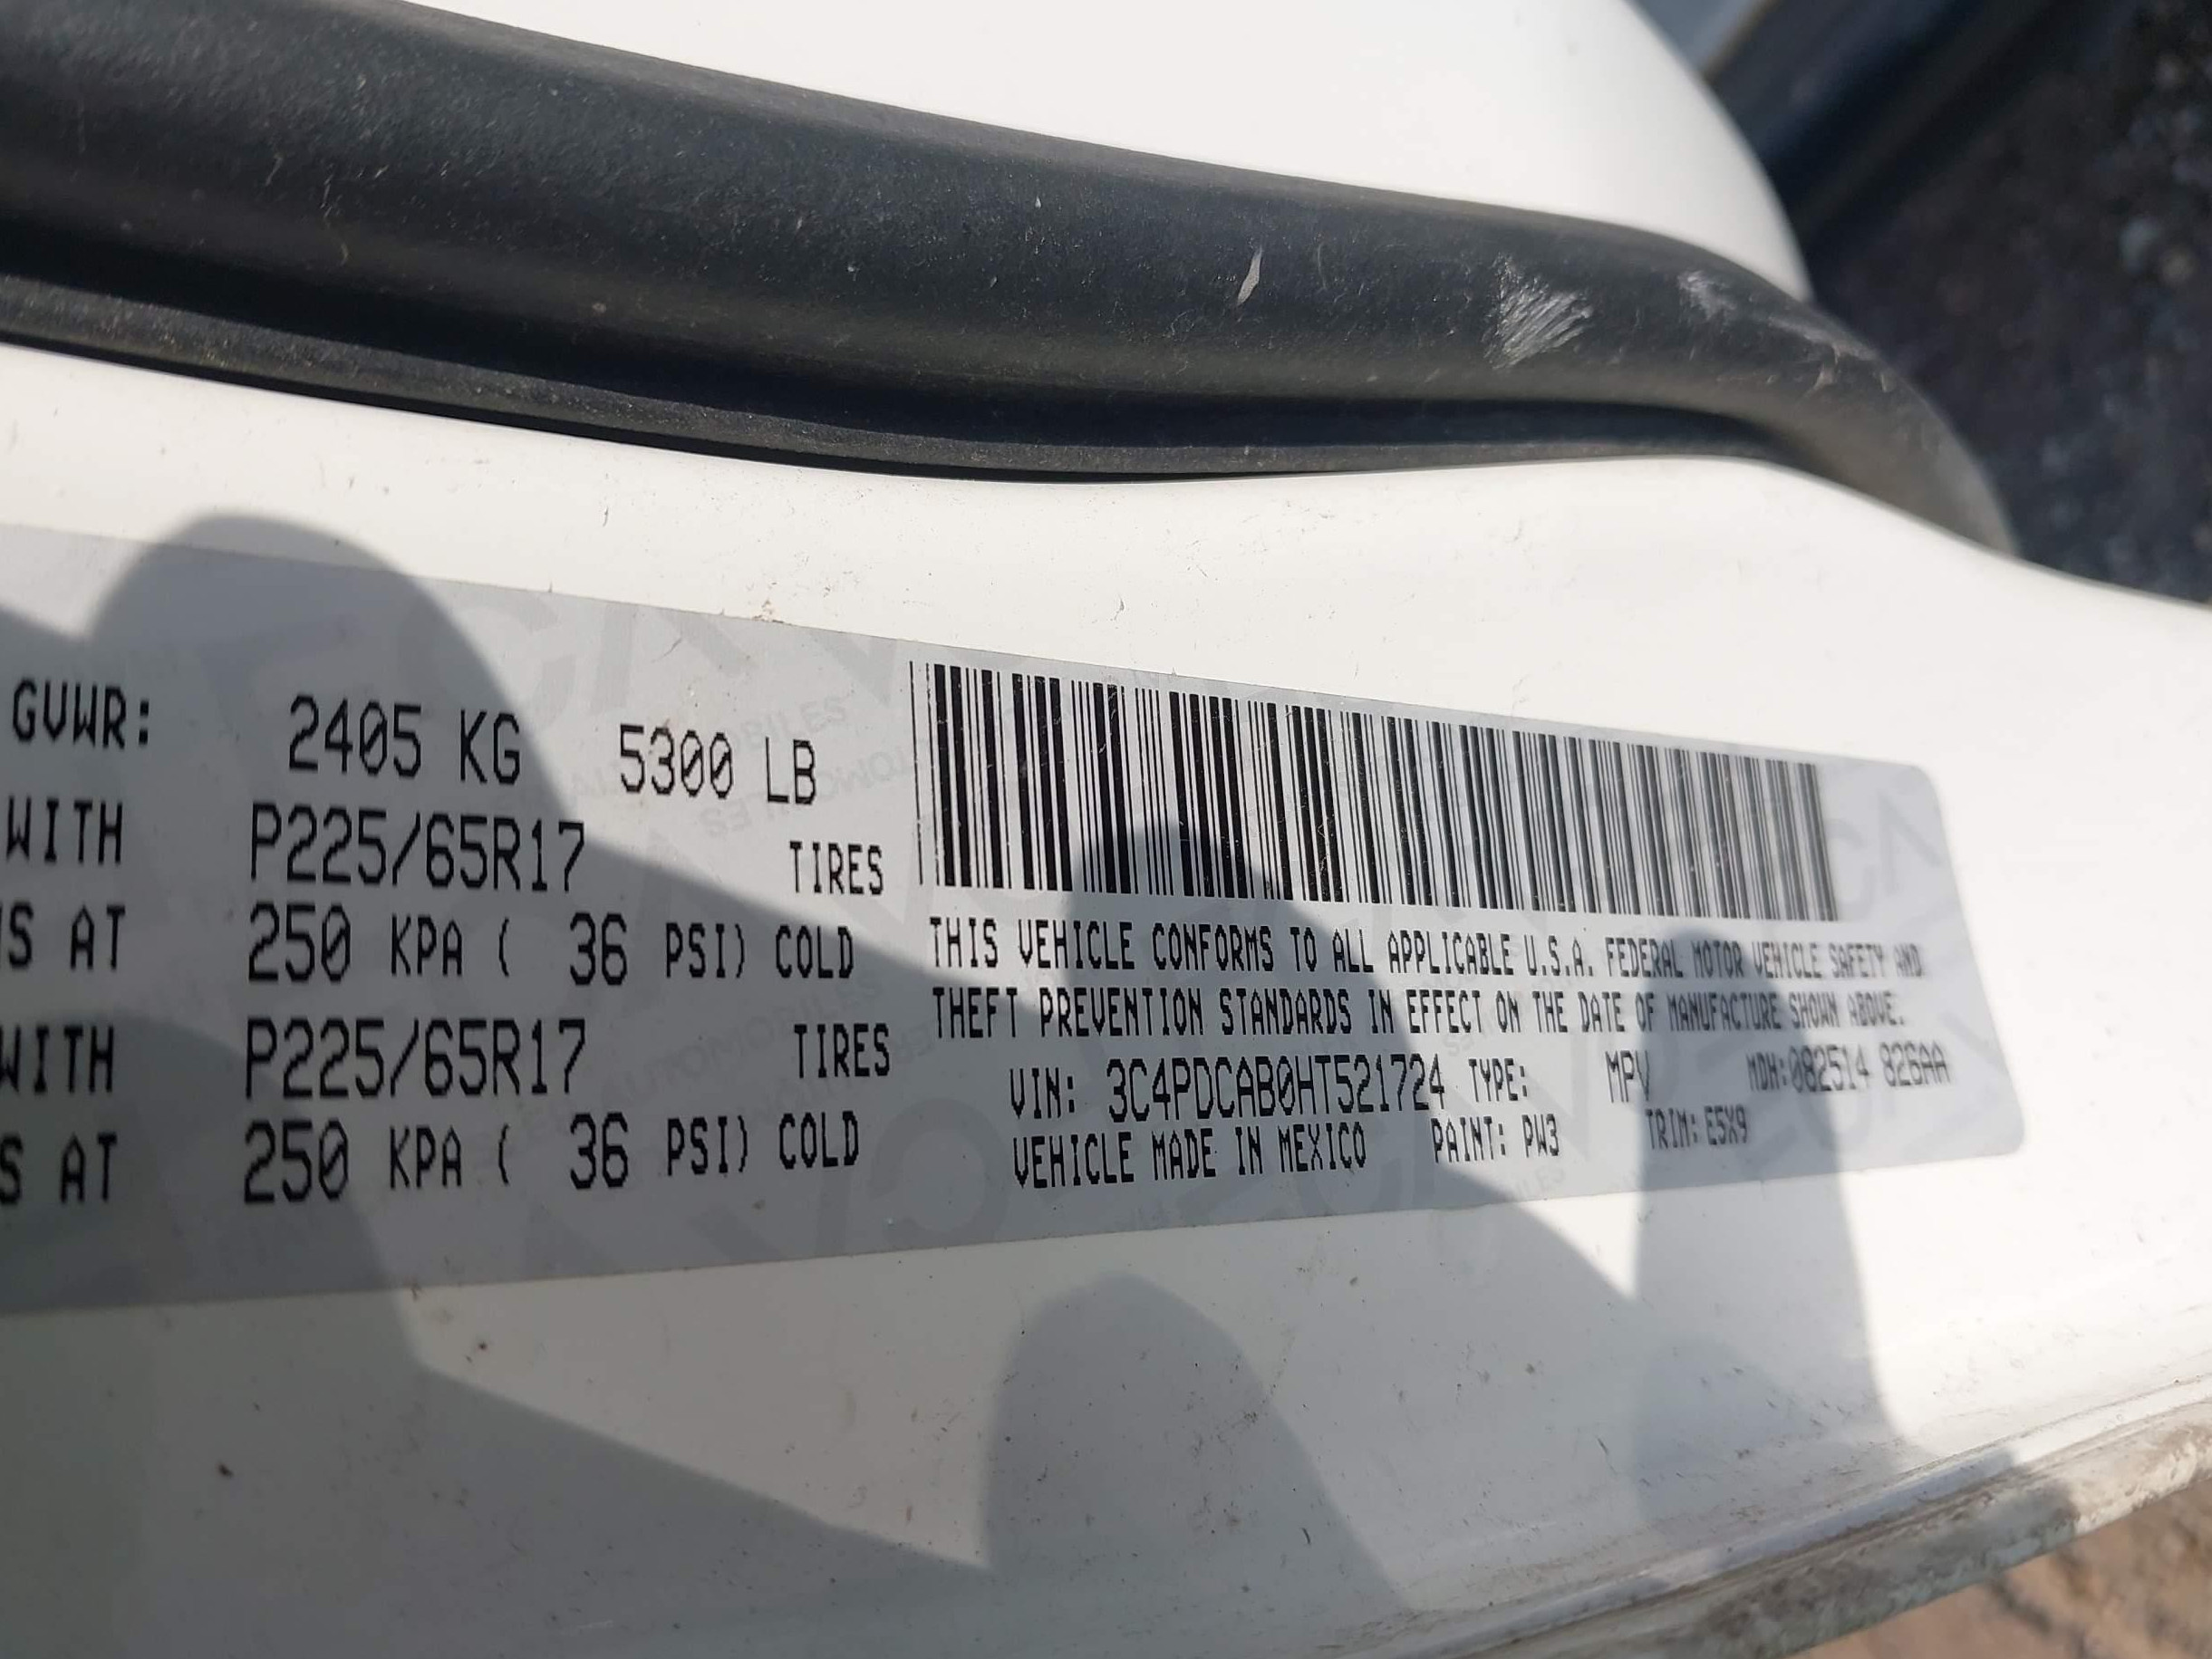 GVWR: 2405 KG 5300 LB
WITH P225/65R17 TIRES
S AT 250 KPA ( 36 PSI) COLD
WITH P225/65R17 TIRES
S AT 250 KPA ( 36 PSI) COLD
THIS VEHICLE CONFORMS TO ALL APPLICABLE U.S.A. FEDERAL MOTOR VEHICLE SAFETY AND
THEFT PREVENTION STANDARDS IN EFFECT ON THE DATE OF MANUFACTURE SHOWN ABOVE.
VIN: 3C4PDCAB0HT521724 TYPE: MPV MDH:082514 826AA
VEHICLE MADE IN MEXICO PAINT: PW3 TRIM: E5X9